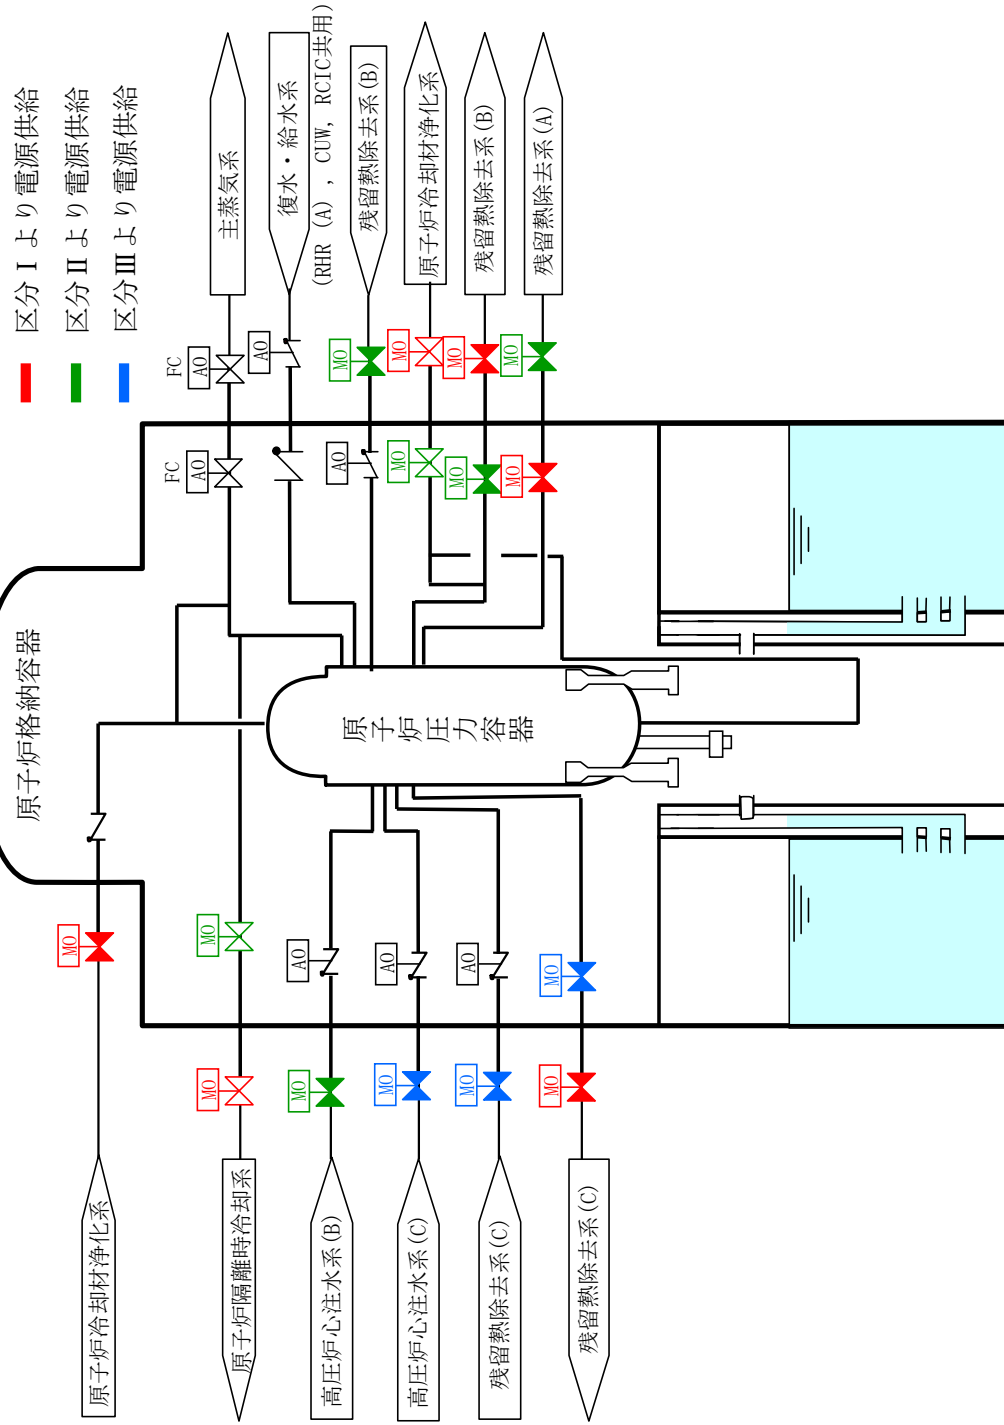 区分Ⅰより電源供給
区分Ⅱより電源供給
区分Ⅲより電源供給
主蒸気系
復水・給水系
(RHR (A) , CUW, RCIC共用)
残留熱除去系(B)
原子炉冷却材浄化系
残留熱除去系(B)
残留熱除去系(A)
FC
AO
AO
MO
MO
MO
MO
FC
AO
AO
MO
MO
MO
原子炉格納容器
原子炉圧力容器
MO
MO
AO
AO
AO
MO
MO
MO
MO
MO
MO
原子炉冷却材浄化系
原子炉隔離時冷却系
高圧炉心注水系(B)
高圧炉心注水系(C)
残留熱除去系(C)
残留熱除去系(C)